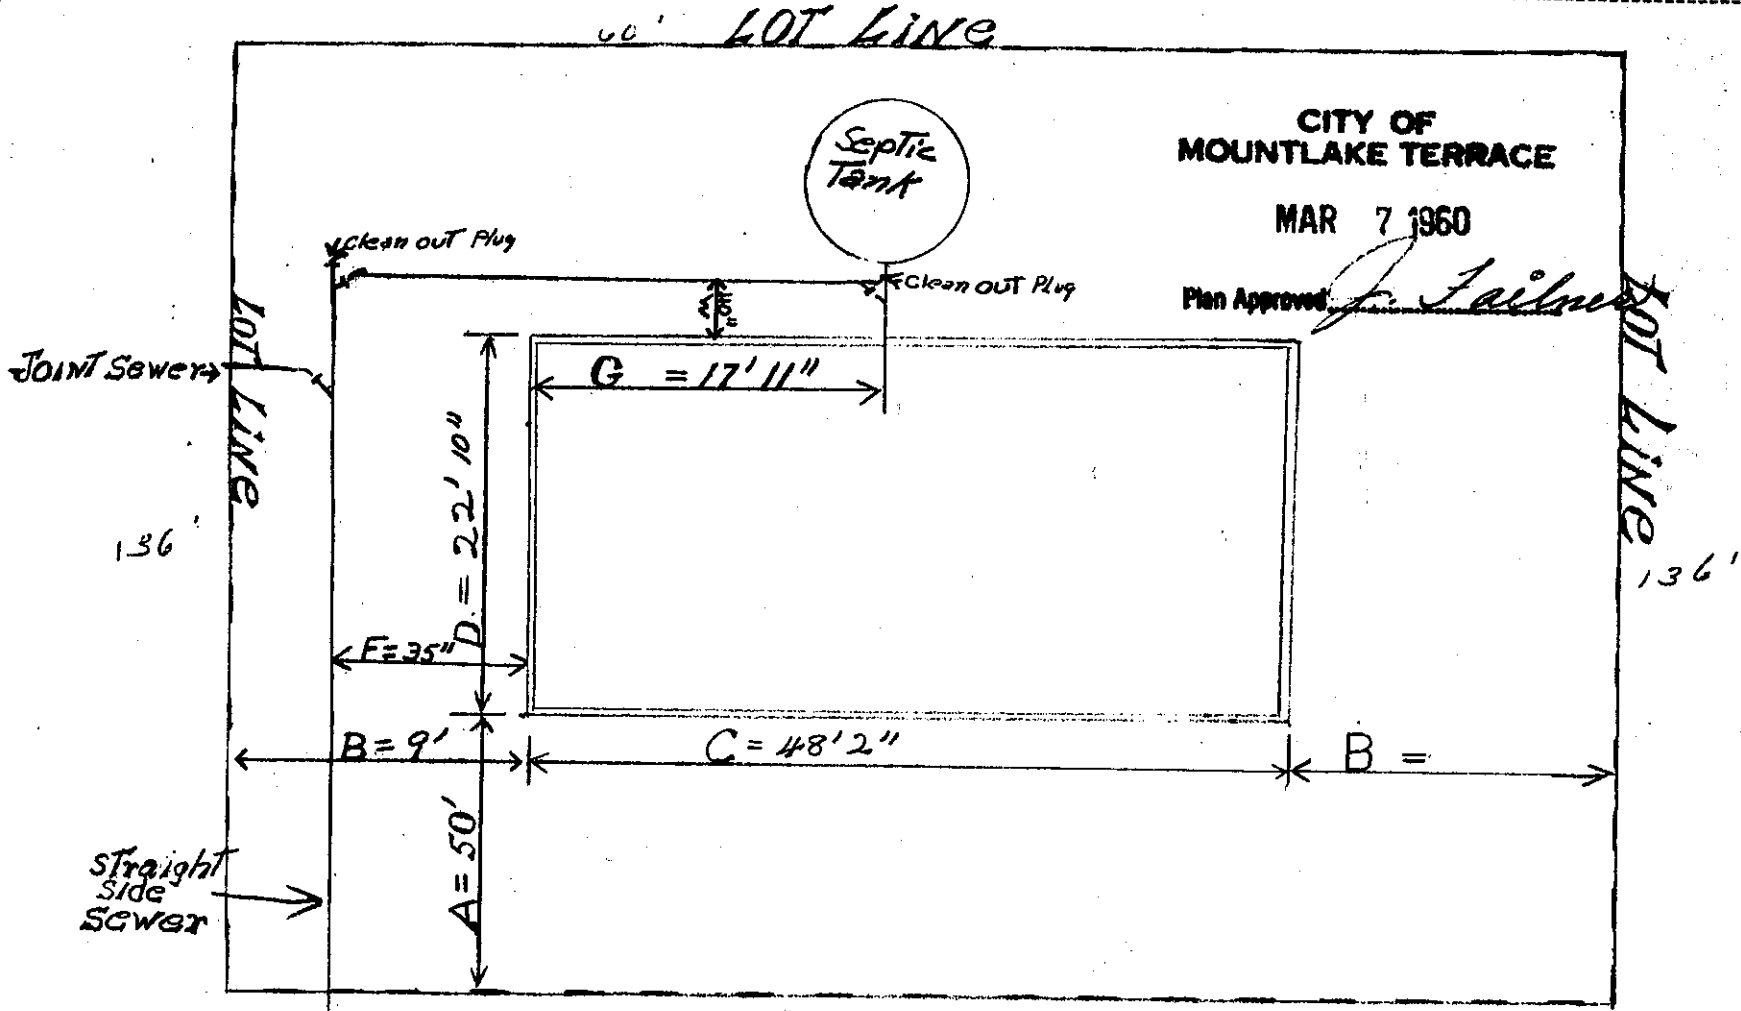 60' LOT LINE
CITY OF
MOUNTLAKE TERRACE
MAR 7 1960
Plan Approved
Septic
Tank
Clean out Plug
Clean out Plug
LOT LINE
LOT LINE
JOINT Sewer
G = 17' 11"
D. = 22' 10"
136'
136'
F=35"
B = 9'
C = 48' 2"
B =
A = 50'
Straight
Side
Sewer